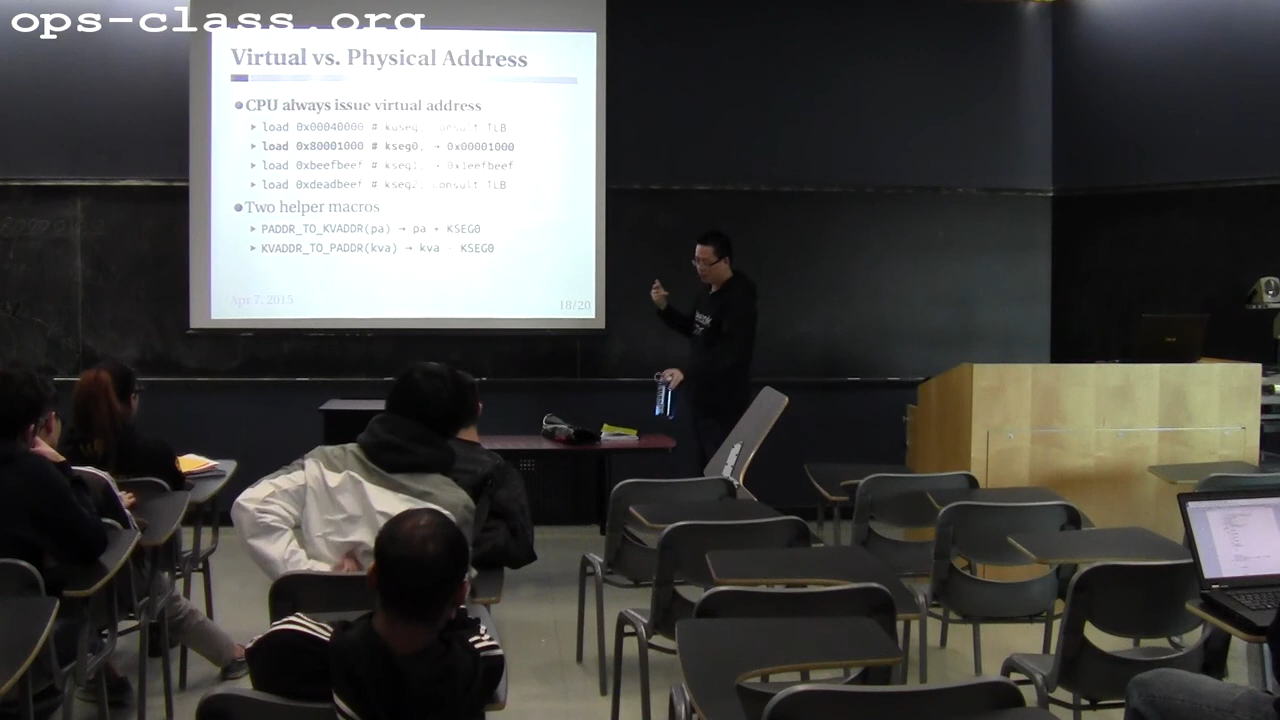 ops-class.org
Virtual vs. Physical Address
CPU always issue virtual address
load 0x00040000 # kuseg, consult TLB
load 0x80001000 # kseg0, → 0x00001000
load 0xbeefbeef # kseg1, → 0x1eefbeef
load 0xdeadbeef # kseg2, consult TLB
Two helper macros
PADDR_TO_KVADDR(pa) → pa + KSEG0
KVADDR_TO_PADDR(kva) → kva - KSEG0
Apr 7, 2015
18/20